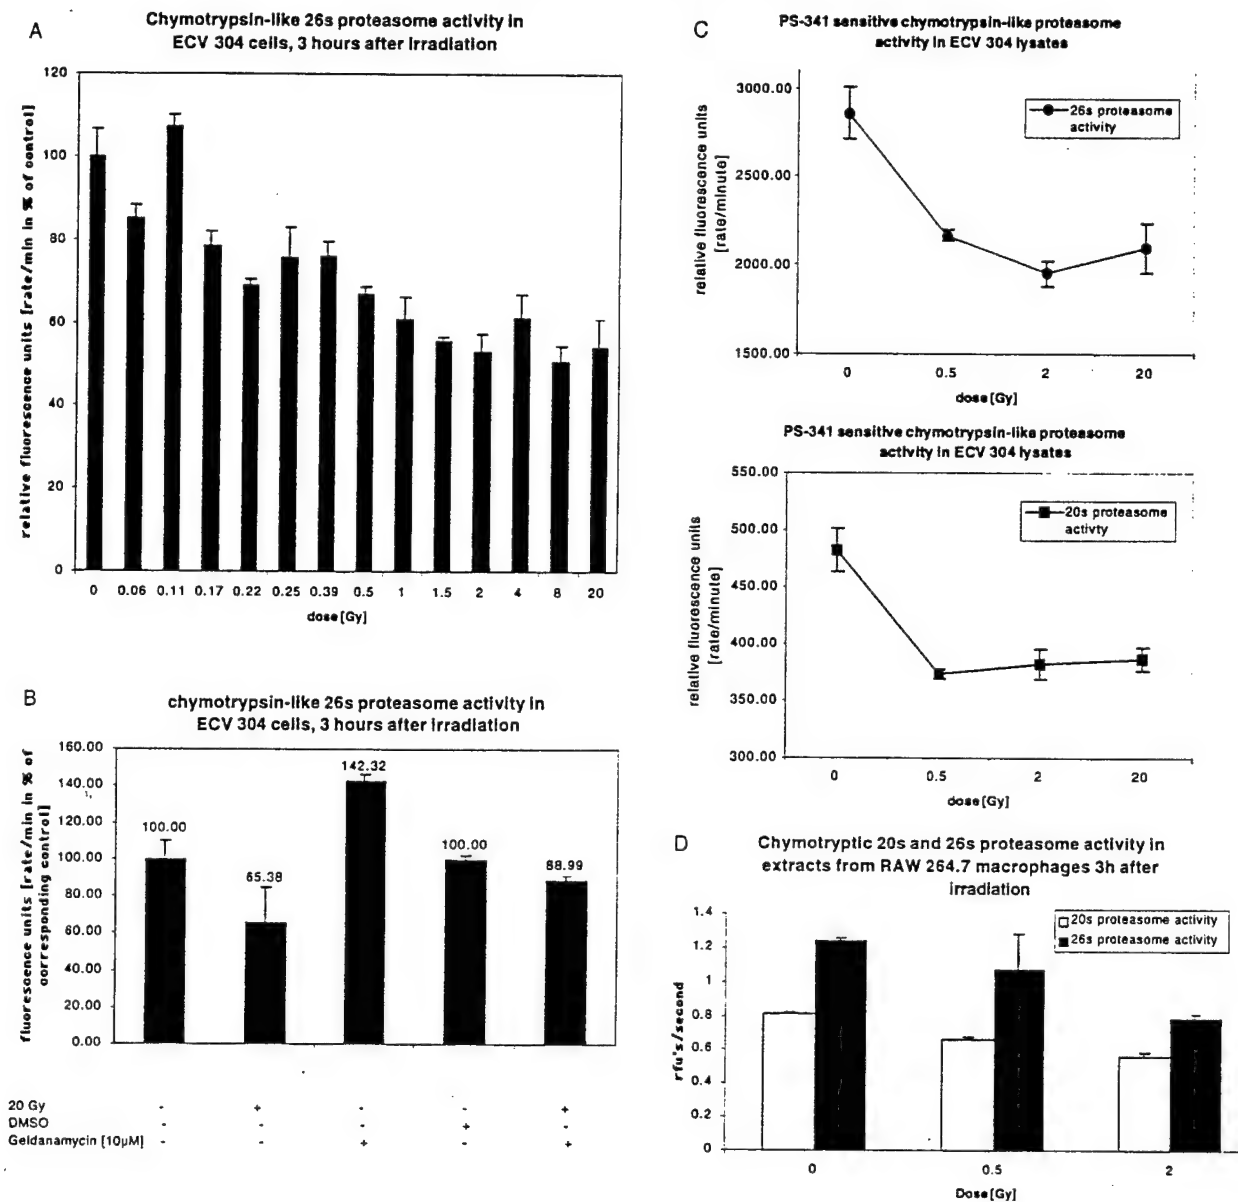 A
Chymotrypsin-like 26s proteasome activity in
ECV 304 cells, 3 hours after irradiation
relative fluorescence units [rate/min in % of control]
120
100
80
60
40
20
0
0 0.06 0.11 0.17 0.22 0.25 0.39 0.5 1 1.5 2 4 8 20
dose[Gy]
B
chymotrypsin-like 26s proteasome activity in
ECV 304 cells, 3 hours after irradiation
fluorescence units [rate/min in % of
corresponding control]
160.00
140.00
120.00
100.00
80.00
60.00
40.00
20.00
0.00
100.00 65.38 142.32 100.00 88.99
20 Gy - + - - +
DMSO - - - + -
Geldanamycin [10µM] - - + - +
C
PS-341 sensitive chymotrypsin-like proteasome
activity in ECV 304 lysates
relative fluorescence units
[rate/minute]
3000.00
2500.00
2000.00
1500.00
26s proteasome
activity
0 0.5 2 20
dose[Gy]
PS-341 sensitive chymotrypsin-like proteasome
activity in ECV 304 lysates
relative fluorescence units
[rate/minute]
550.00
500.00
450.00
400.00
350.00
300.00
20s proteasome
activty
0 0.5 2 20
dose[Gy]
D
Chymotryptic 20s and 26s proteasome activity in
extracts from RAW 264.7 macrophages 3h after
irradiation
rfu's/second
1.4
1.2
1
0.8
0.6
0.4
0.2
0
20s proteasome activity
26s proteasome activity
0 0.5 2
Dose[Gy]